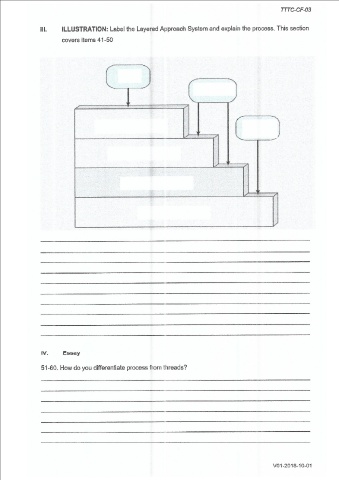 TTTC-CF-03
III. ILLUSTRATION: Label the Layered Approach System and explain the process. This section
covers items 41-50
IV. Essay
51-60. How do you differentiate process from threads?
V01-2018-10-01